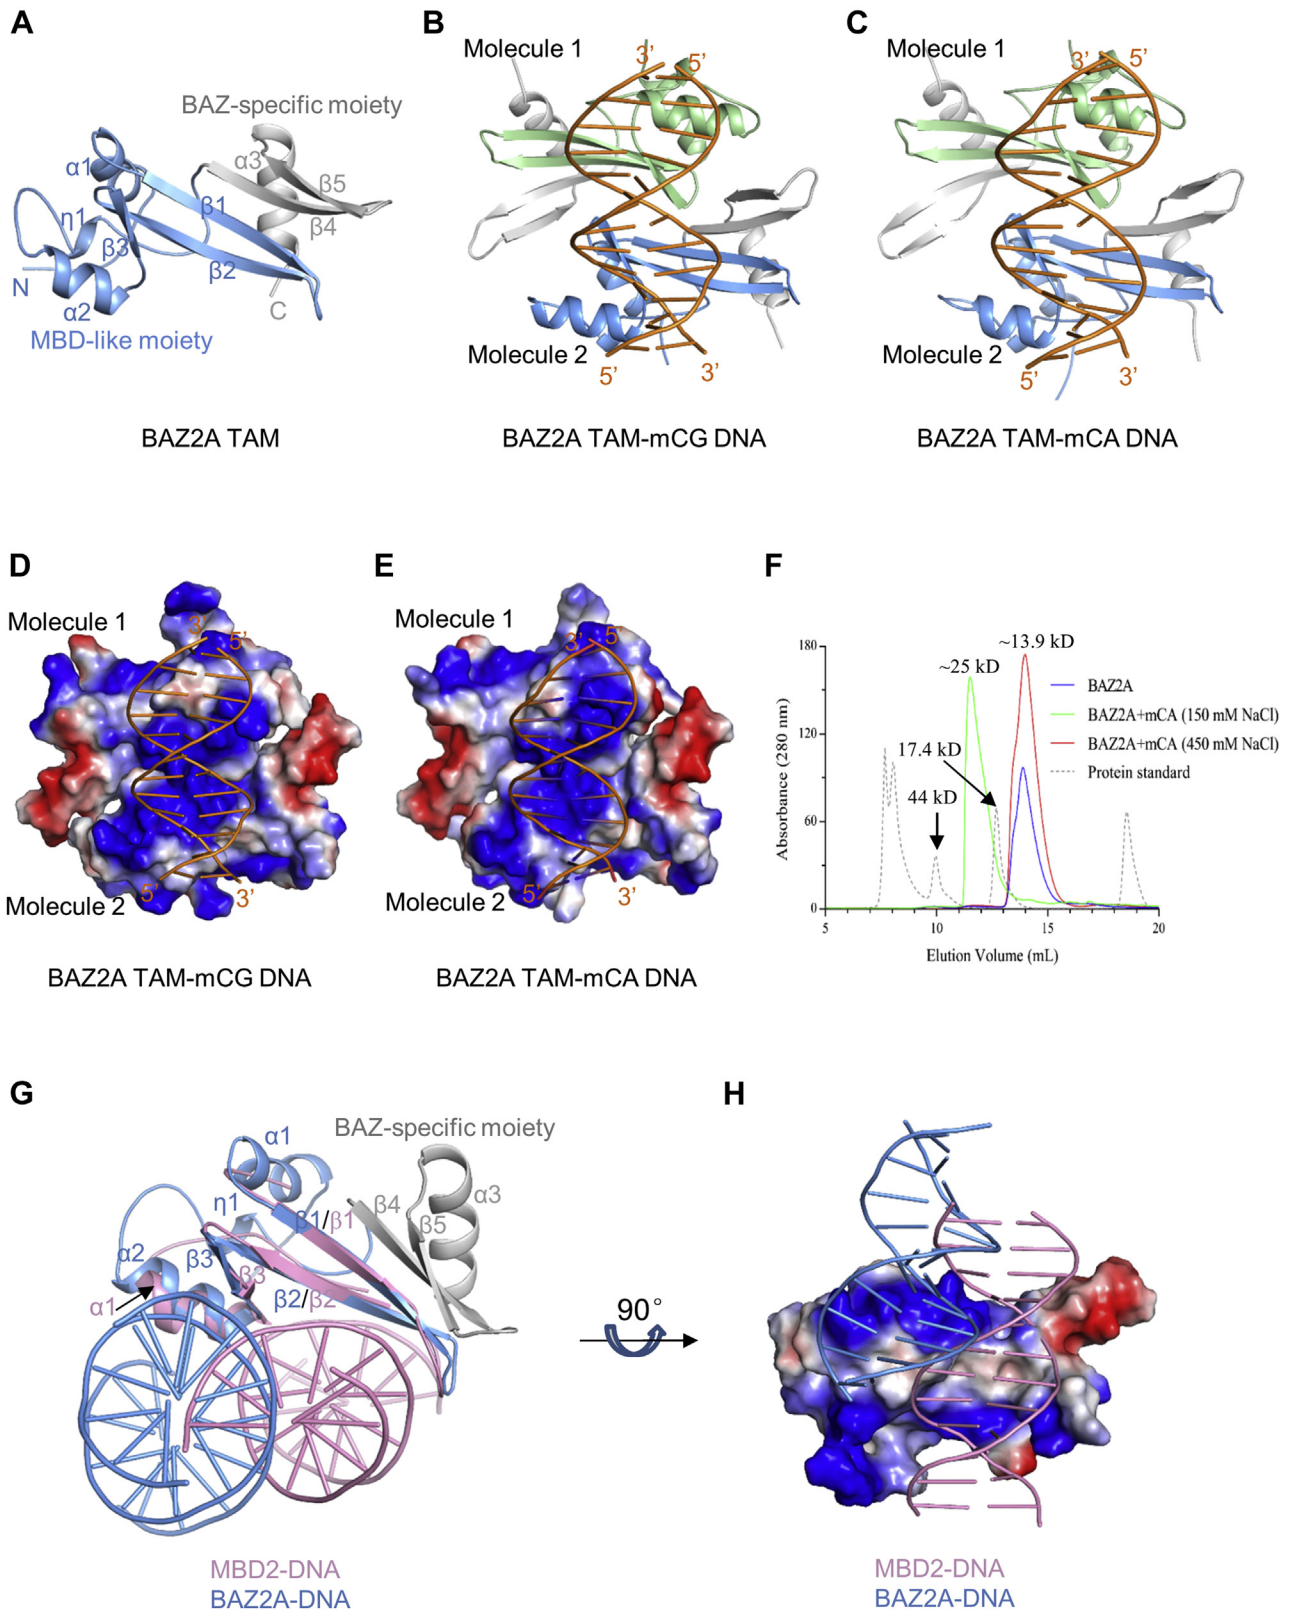 A
BAZ-specific moiety
α1
α3
β5
β1
η1
β3
β4
β2
N
α2
C
MBD-like moiety
BAZ2A TAM
B
Molecule 1
3’
5’
Molecule 2
5’
3’
BAZ2A TAM-mCG DNA
C
Molecule 1
3’
5’
Molecule 2
5’
3’
BAZ2A TAM-mCA DNA
D
Molecule 1
3’
5’
Molecule 2
5’
3’
BAZ2A TAM-mCG DNA
E
Molecule 1
3’
5’
Molecule 2
5’
3’
BAZ2A TAM-mCA DNA
F
~13.9 kD
~25 kD
17.4 kD
44 kD
180
120
60
0
Absorbance (280 nm)
5
10
15
20
Elution Volume (mL)
BAZ2A
BAZ2A+mCA (150 mM NaCl)
BAZ2A+mCA (450 mM NaCl)
Protein standard
G
BAZ-specific moiety
α1
α3
η1
β4
β1/β1
β5
α2
β3
β3
β2/β2
α1
MBD2-DNA
BAZ2A-DNA
90°
H
MBD2-DNA
BAZ2A-DNA